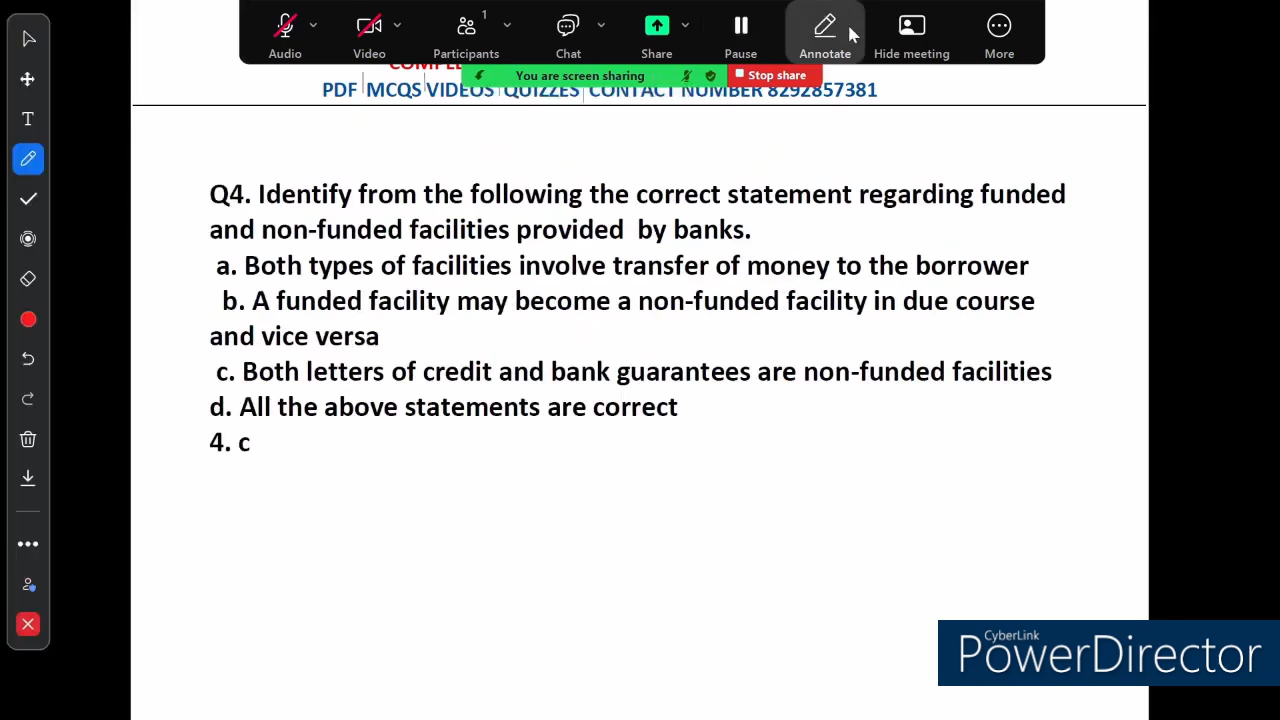 1
Audio Video Participants Chat Share Pause Annotate Hide meeting More
You are screen sharing Stop share
PDF MCQS VIDEOS QUIZZES CONTACT NUMBER 8292857381
T
Q4. Identify from the following the correct statement regarding funded
and non-funded facilities provided by banks.
a. Both types of facilities involve transfer of money to the borrower
b. A funded facility may become a non-funded facility in due course
and vice versa
c. Both letters of credit and bank guarantees are non-funded facilities
d. All the above statements are correct
4. c
CyberLink
PowerDirector